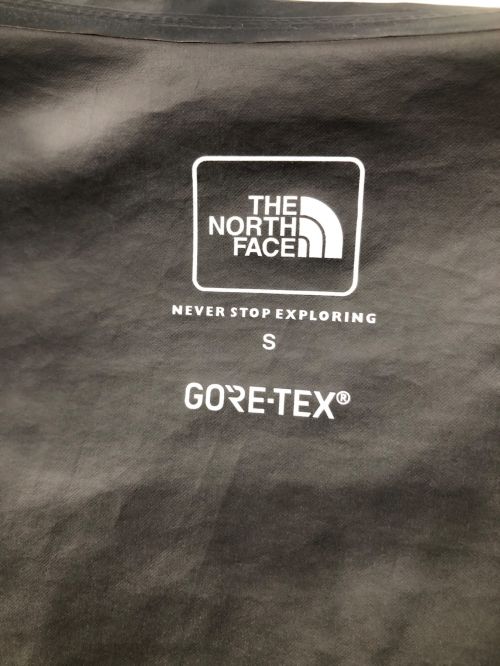 THE
NORTH
FACE
NEVER STOP EXPLORING
S
GORE-TEX®